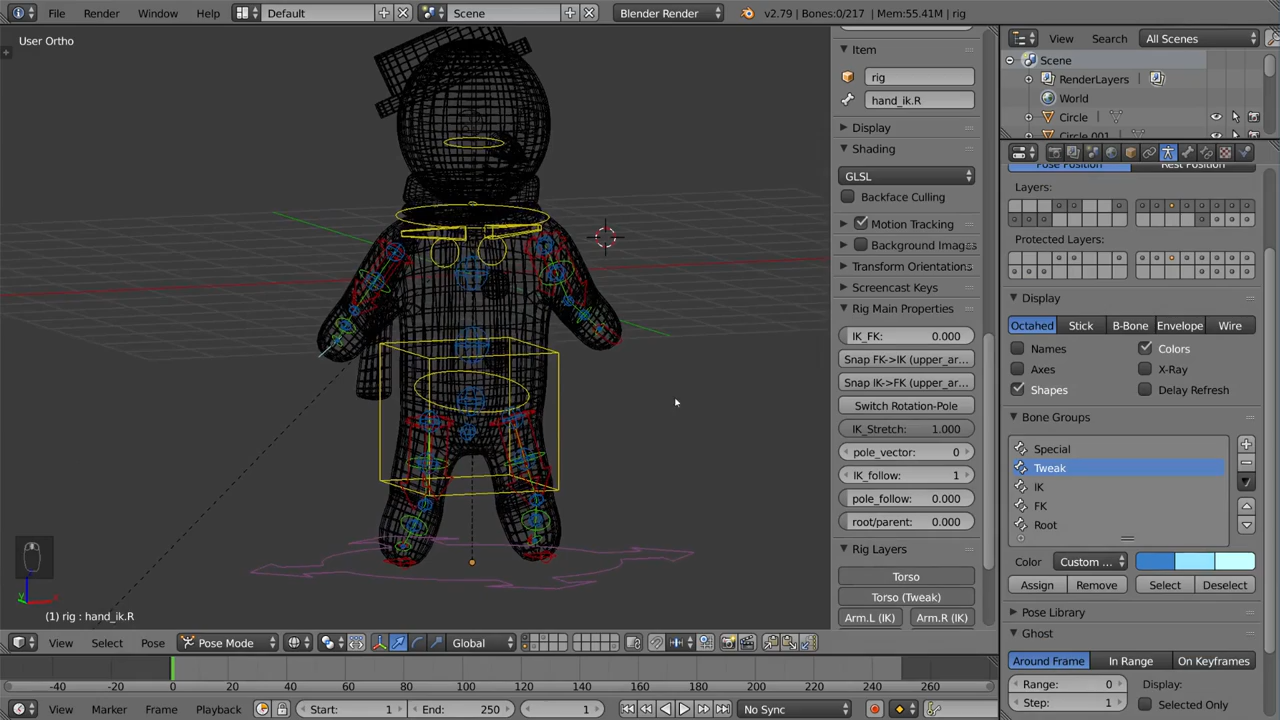 File Render Window Help Default Scene Blender Render v2.79 | Bones:0/217 | Mem:55.41M | rig
User Ortho
Item
rig
hand_ik.R
Display
Shading
GLSL
Backface Culling
Motion Tracking
Background Images
Transform Orientations
Screencast Keys
Rig Main Properties
IK_FK: 0.000
Snap FK->IK (upper_ar...
Snap IK->FK (upper_ar...
Switch Rotation-Pole
IK_Stretch: 1.000
pole_vector: 0
IK_follow: 1
pole_follow: 0.000
root/parent: 0.000
Rig Layers
Torso
Torso (Tweak)
Arm.L (IK) Arm.R (IK)
View Search All Scenes
Scene
RenderLayers
World
Circle
Circle.001
Pose Position Rest Position
Layers:
Protected Layers:
Display
Octahed Stick B-Bone Envelope Wire
Names Colors
Axes X-Ray
Shapes Delay Refresh
Bone Groups
Special
Tweak
IK
FK
Root
Color Custom ...
Assign Remove Select Deselect
Pose Library
Ghost
Around Frame In Range On Keyframes
Range: 0 Display:
Step: 1 Selected Only
y x
(1) rig : hand_ik.R
View Select Pose Pose Mode Global
-40 -20 0 20 40 60 80 100 120 140 160 180 200 220 240 260
View Marker Frame Playback Start: 1 End: 250 1 No Sync